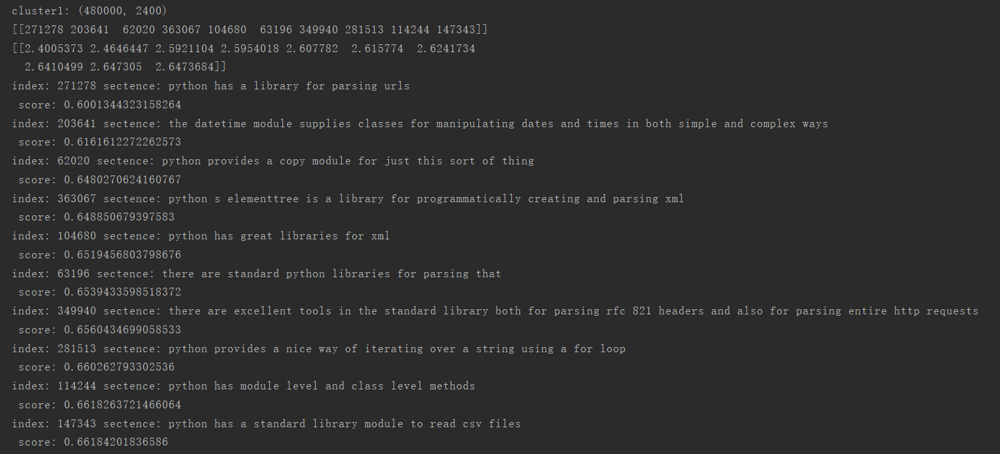 cluster1: (480000, 2400)
[[271278 203641  62020 363067 104680  63196 349940 281513 114244 147343]]
[[2.4005373 2.4646447 2.5921104 2.5954018 2.607782  2.615774  2.6241734
  2.6410499 2.647305  2.6473684]]
index: 271278 sectence: python has a library for parsing urls
 score: 0.6001344323158264
index: 203641 sectence: the datetime module supplies classes for manipulating dates and times in both simple and complex ways
 score: 0.6161612272262573
index: 62020 sectence: python provides a copy module for just this sort of thing
 score: 0.6480270624160767
index: 363067 sectence: python s elementtree is a library for programmatically creating and parsing xml
 score: 0.648850679397583
index: 104680 sectence: python has great libraries for xml
 score: 0.6519456803798676
index: 63196 sectence: there are standard python libraries for parsing that
 score: 0.6539433598518372
index: 349940 sectence: there are excellent tools in the standard library both for parsing rfc 821 headers and also for parsing entire http requests
 score: 0.6560434699058533
index: 281513 sectence: python provides a nice way of iterating over a string using a for loop
 score: 0.660262793302536
index: 114244 sectence: python has module level and class level methods
 score: 0.6618263721466064
index: 147343 sectence: python has a standard library module to read csv files
 score: 0.66184201836586